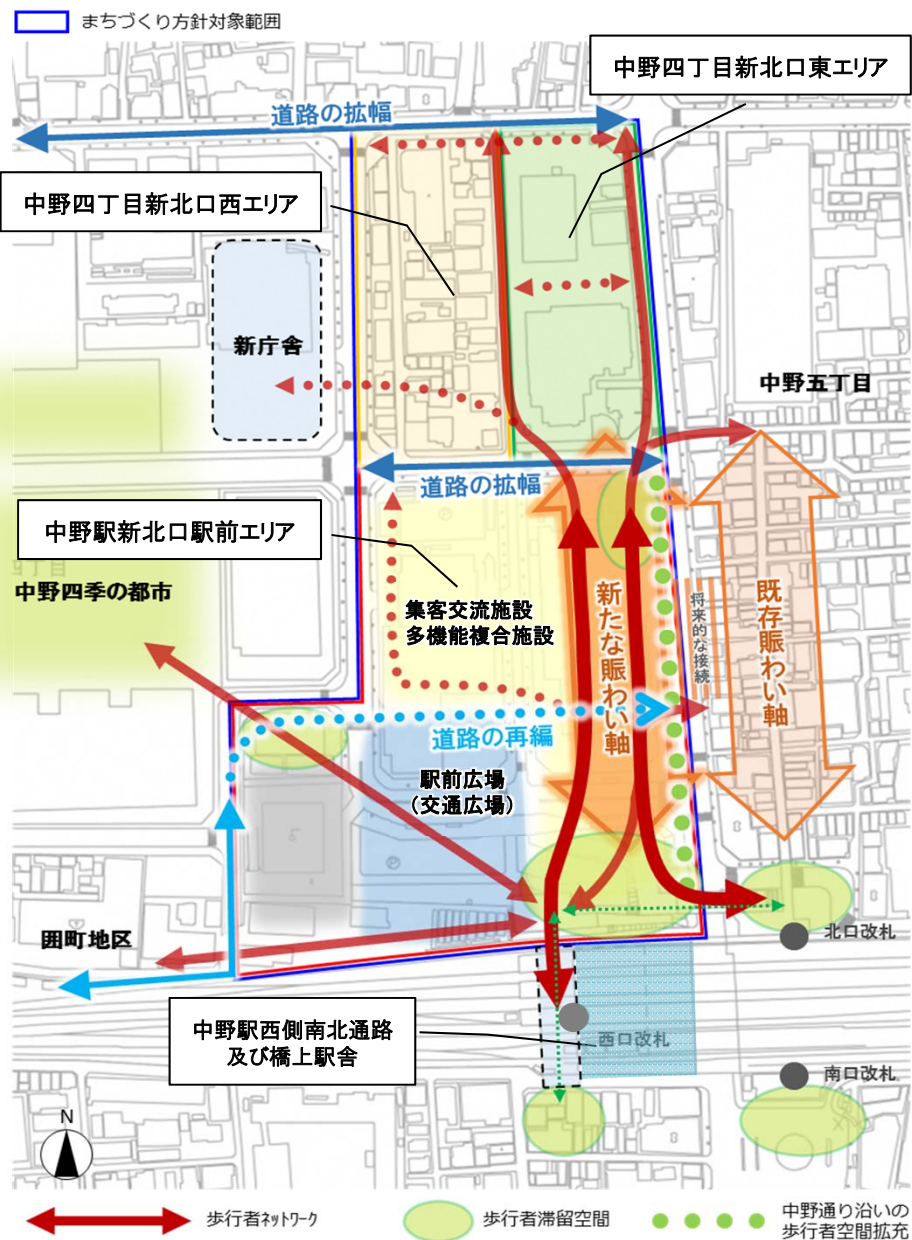 まちづくり方針対象範囲
中野四丁目新北口東エリア
道路の拡幅
中野四丁目新北口西エリア
新庁舎
中野五丁目
道路の拡幅
中野駅新北口駅前エリア
中野四季の都市
集客交流施設
多機能複合施設
新たな賑わい軸
将来的な接続
既存賑わい軸
道路の再編
駅前広場
（交通広場）
囲町地区
北口改札
中野駅西側南北通路
及び橋上駅舎
西口改札
南口改札
N
歩行者ネットワーク
歩行者滞留空間
中野通り沿いの
歩行者空間拡充